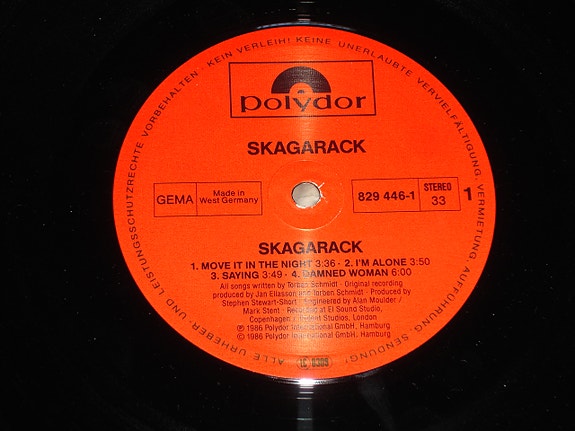 KEIN VERLEIH! KEINE UNERLAUBTE VERVIELFÄLTIGUNG, VERMIETUNG, AUFFÜHRUNG, SENDUNG!
ALLE URHEBER- UND LEISTUNGSSCHUTZRECHTE VORBEHALTEN -
polydor
SKAGARACK
GEMA
Made in
West Germany
829 446-1
STEREO
33
1
SKAGARACK
1. MOVE IT IN THE NIGHT 3:36 - 2. I'M ALONE 3:50
3. SAYING 3:49 - 4. DAMNED WOMAN 6:00
All songs written by Torben Schmidt - Original recording
produced by Jan Eliasson and Torben Schmidt - Produced by
Stephen Stewart-Short - Engineered by Alan Moulder /
Mark Stent - Recording at El Sound Studio,
Copenhagen / Studios, London
℗ 1986 Polydor International GmbH, Hamburg
© 1986 Polydor International GmbH, Hamburg
LC 0309